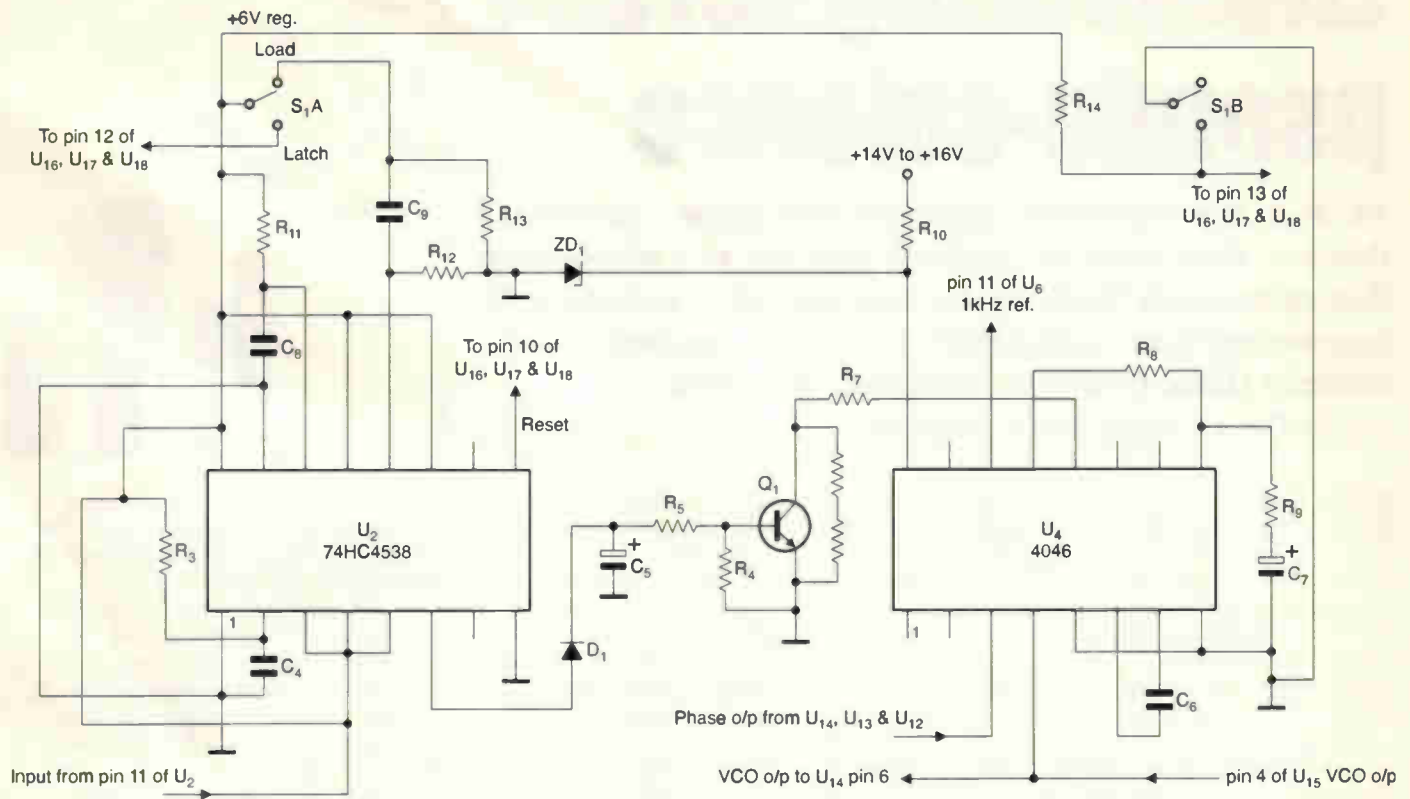 +6V reg.
Load
S1A
R14
S1B
To pin 12 of
U16, U17 & U18
Latch
+14V to +16V
To pin 13 of
U16, U17 & U18
R11
C9
R13
R10
R12
ZD1
pin 11 of U6
1kHz ref.
C8
To pin 10 of
U16, U17 & U18
Reset
R7
R8
Q1
R3
U2
74HC4538
R5
U4
4046
R9
+
C5
R4
+
C7
1
C4
D1
1
C6
Phase o/p from U14, U13 & U12
Input from pin 11 of U2
VCO o/p to U14 pin 6
pin 4 of U15 VCO o/p